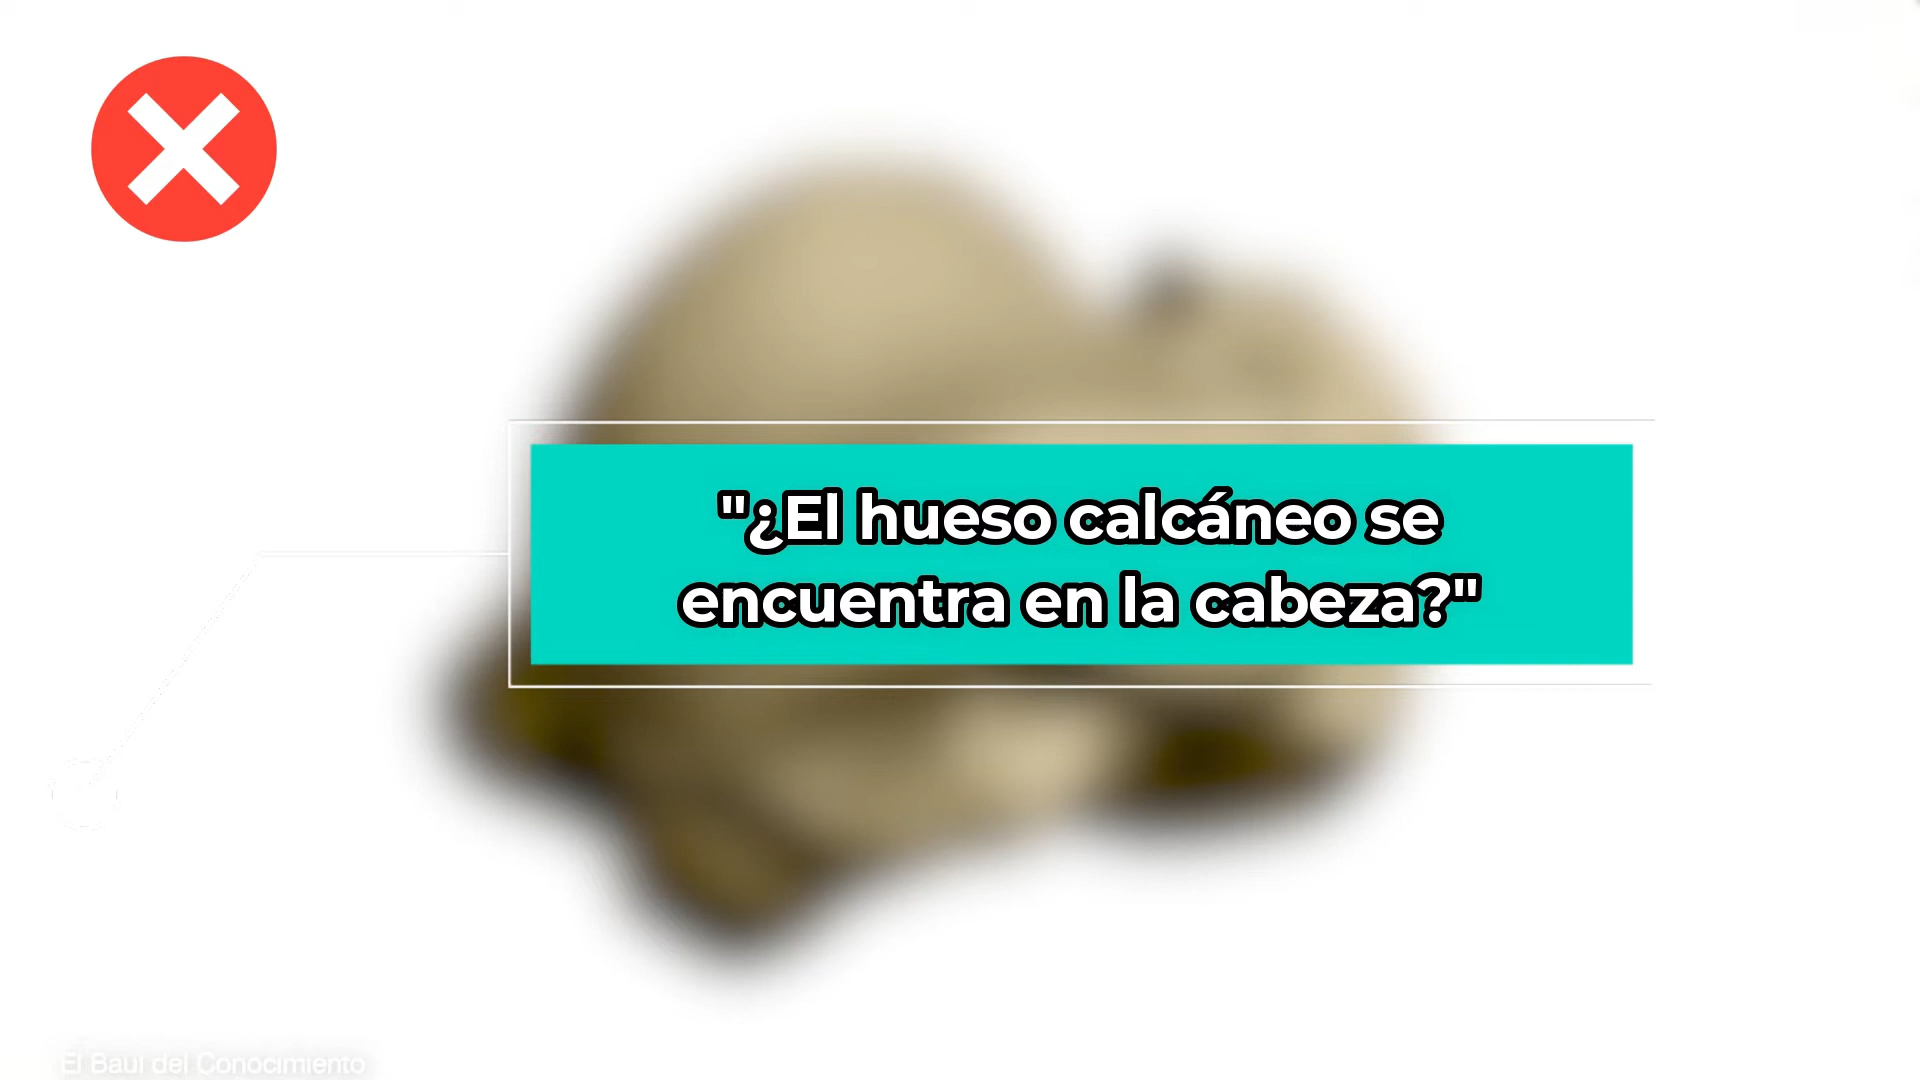 "¿El hueso calcáneo se
encuentra en la cabeza?"
El Baul del Conocimiento